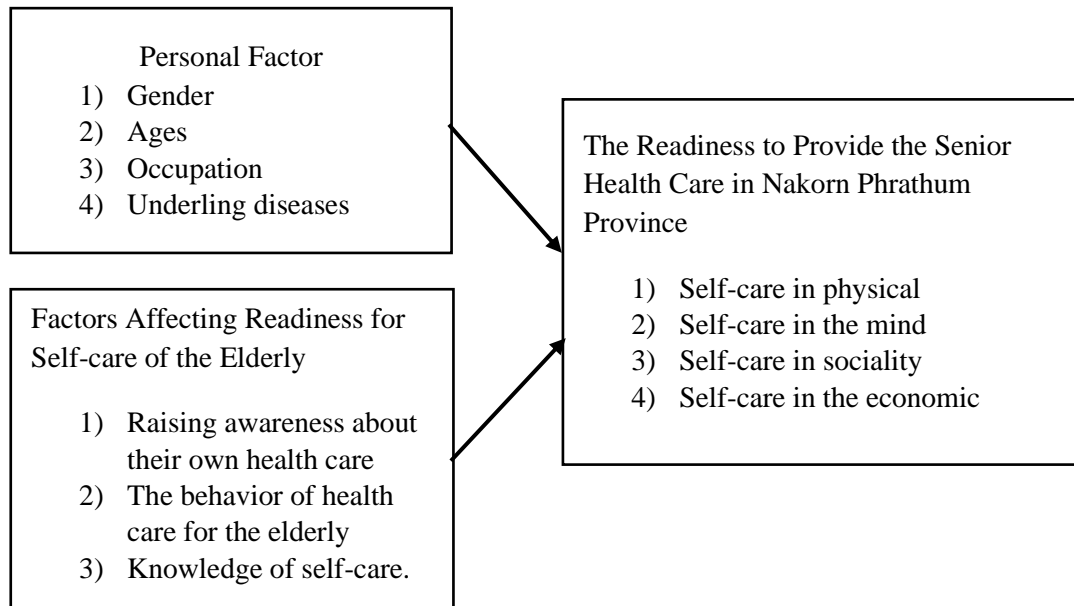 Personal Factor
1) Gender
2) Ages
3) Occupation
4) Underling diseases
Factors Affecting Readiness for
Self-care of the Elderly
1) Raising awareness about
their own health care
2) The behavior of health
care for the elderly
3) Knowledge of self-care.
The Readiness to Provide the Senior
Health Care in Nakorn Phrathum
Province
1) Self-care in physical
2) Self-care in the mind
3) Self-care in sociality
4) Self-care in the economic